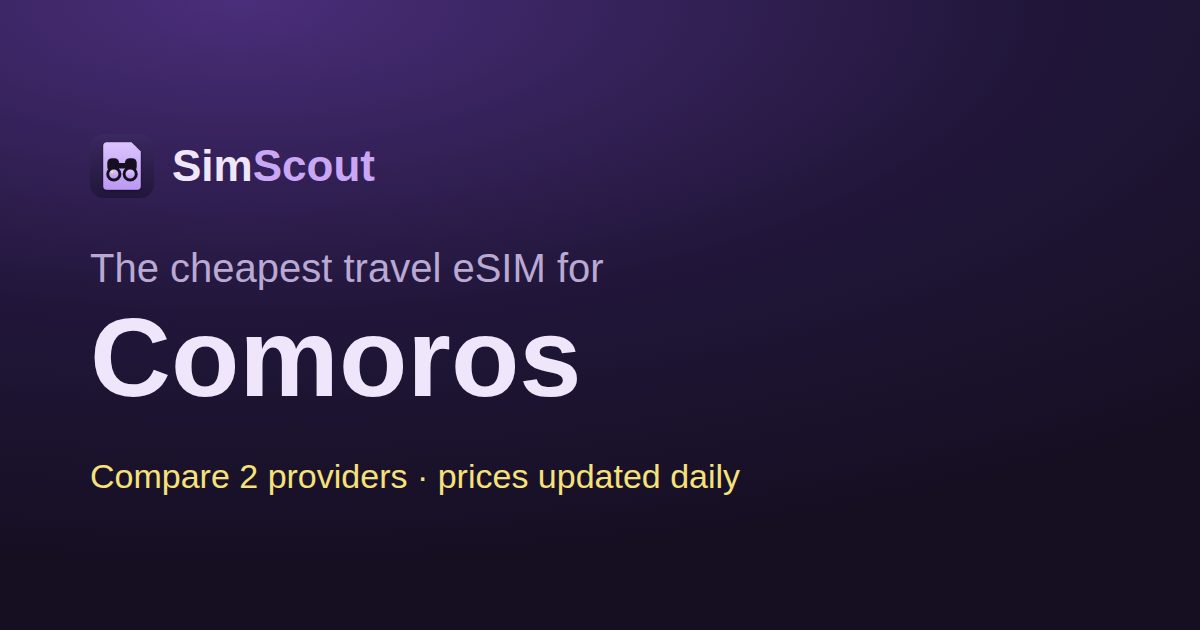 SimScout
The cheapest travel eSIM for
Comoros
Compare 2 providers · prices updated daily